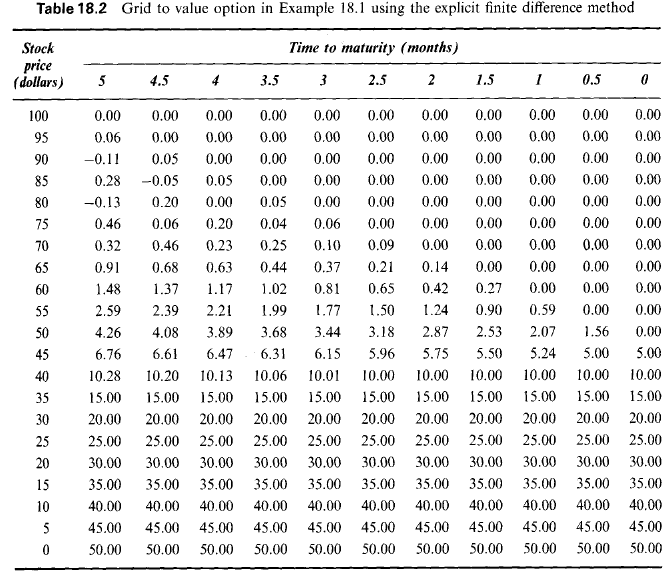 Table 18.2 Grid to value option in Example 18.1 using the explicit finite difference method
Stock price (dollars) Time to maturity (months)
5 4.5 4 3.5 3 2.5 2 1.5 1 0.5 0
100 0.00 0.00 0.00 0.00 0.00 0.00 0.00 0.00 0.00 0.00 0.00
95 0.06 0.00 0.00 0.00 0.00 0.00 0.00 0.00 0.00 0.00 0.00
90 −0.11 0.05 0.00 0.00 0.00 0.00 0.00 0.00 0.00 0.00 0.00
85 0.28 −0.05 0.05 0.00 0.00 0.00 0.00 0.00 0.00 0.00 0.00
80 −0.13 0.20 0.00 0.05 0.00 0.00 0.00 0.00 0.00 0.00 0.00
75 0.46 0.06 0.20 0.04 0.06 0.00 0.00 0.00 0.00 0.00 0.00
70 0.32 0.46 0.23 0.25 0.10 0.09 0.00 0.00 0.00 0.00 0.00
65 0.91 0.68 0.63 0.44 0.37 0.21 0.14 0.00 0.00 0.00 0.00
60 1.48 1.37 1.17 1.02 0.81 0.65 0.42 0.27 0.00 0.00 0.00
55 2.59 2.39 2.21 1.99 1.77 1.50 1.24 0.90 0.59 0.00 0.00
50 4.26 4.08 3.89 3.68 3.44 3.18 2.87 2.53 2.07 1.56 0.00
45 6.76 6.61 6.47 6.31 6.15 5.96 5.75 5.50 5.24 5.00 5.00
40 10.28 10.20 10.13 10.06 10.01 10.00 10.00 10.00 10.00 10.00 10.00
35 15.00 15.00 15.00 15.00 15.00 15.00 15.00 15.00 15.00 15.00 15.00
30 20.00 20.00 20.00 20.00 20.00 20.00 20.00 20.00 20.00 20.00 20.00
25 25.00 25.00 25.00 25.00 25.00 25.00 25.00 25.00 25.00 25.00 25.00
20 30.00 30.00 30.00 30.00 30.00 30.00 30.00 30.00 30.00 30.00 30.00
15 35.00 35.00 35.00 35.00 35.00 35.00 35.00 35.00 35.00 35.00 35.00
10 40.00 40.00 40.00 40.00 40.00 40.00 40.00 40.00 40.00 40.00 40.00
5 45.00 45.00 45.00 45.00 45.00 45.00 45.00 45.00 45.00 45.00 45.00
0 50.00 50.00 50.00 50.00 50.00 50.00 50.00 50.00 50.00 50.00 50.00